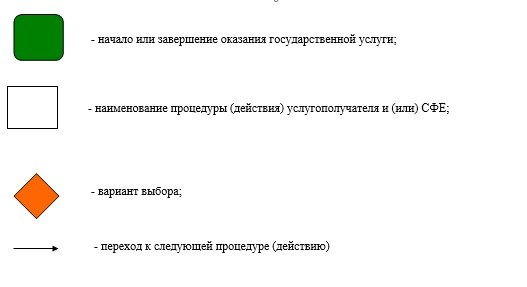 - начало или завершение оказания государственной услуги;
- наименование процедуры (действия) услугополучателя и (или) СФЕ;
- вариант выбора;
- переход к следующей процедуре (действию)